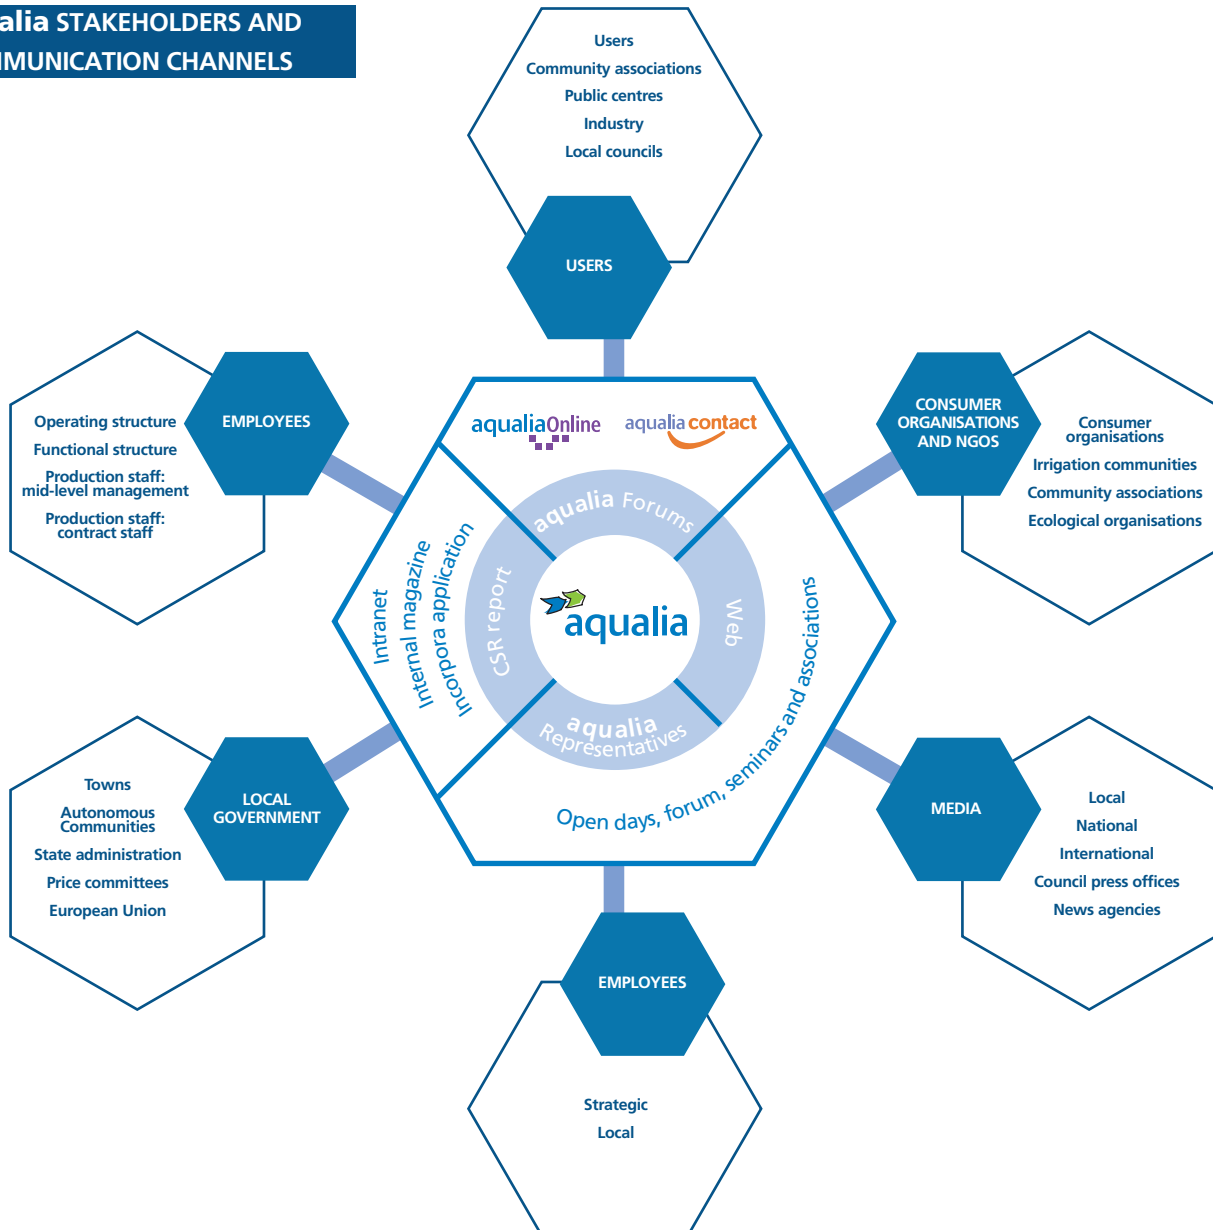 alia STAKEHOLDERS AND
MMUNICATION CHANNELS
Users
Community associations
Public centres
Industry
Local councils
USERS
EMPLOYEES
Operating structure
Functional structure
Production staff:
mid-level management
Production staff:
contract staff
CONSUMER
ORGANISATIONS
AND NGOS
Consumer
organisations
Irrigation communities
Community associations
Ecological organisations
aqualiaOnline
aqualia contact
aqualia Forums
CSR report
Web
aqualia
Representatives
aqualia
Intranet
Internal magazine
Incorpora application
Open days, forum, seminars and associations
LOCAL
GOVERNMENT
Towns
Autonomous
Communities
State administration
Price committees
European Union
MEDIA
Local
National
International
Council press offices
News agencies
EMPLOYEES
Strategic
Local